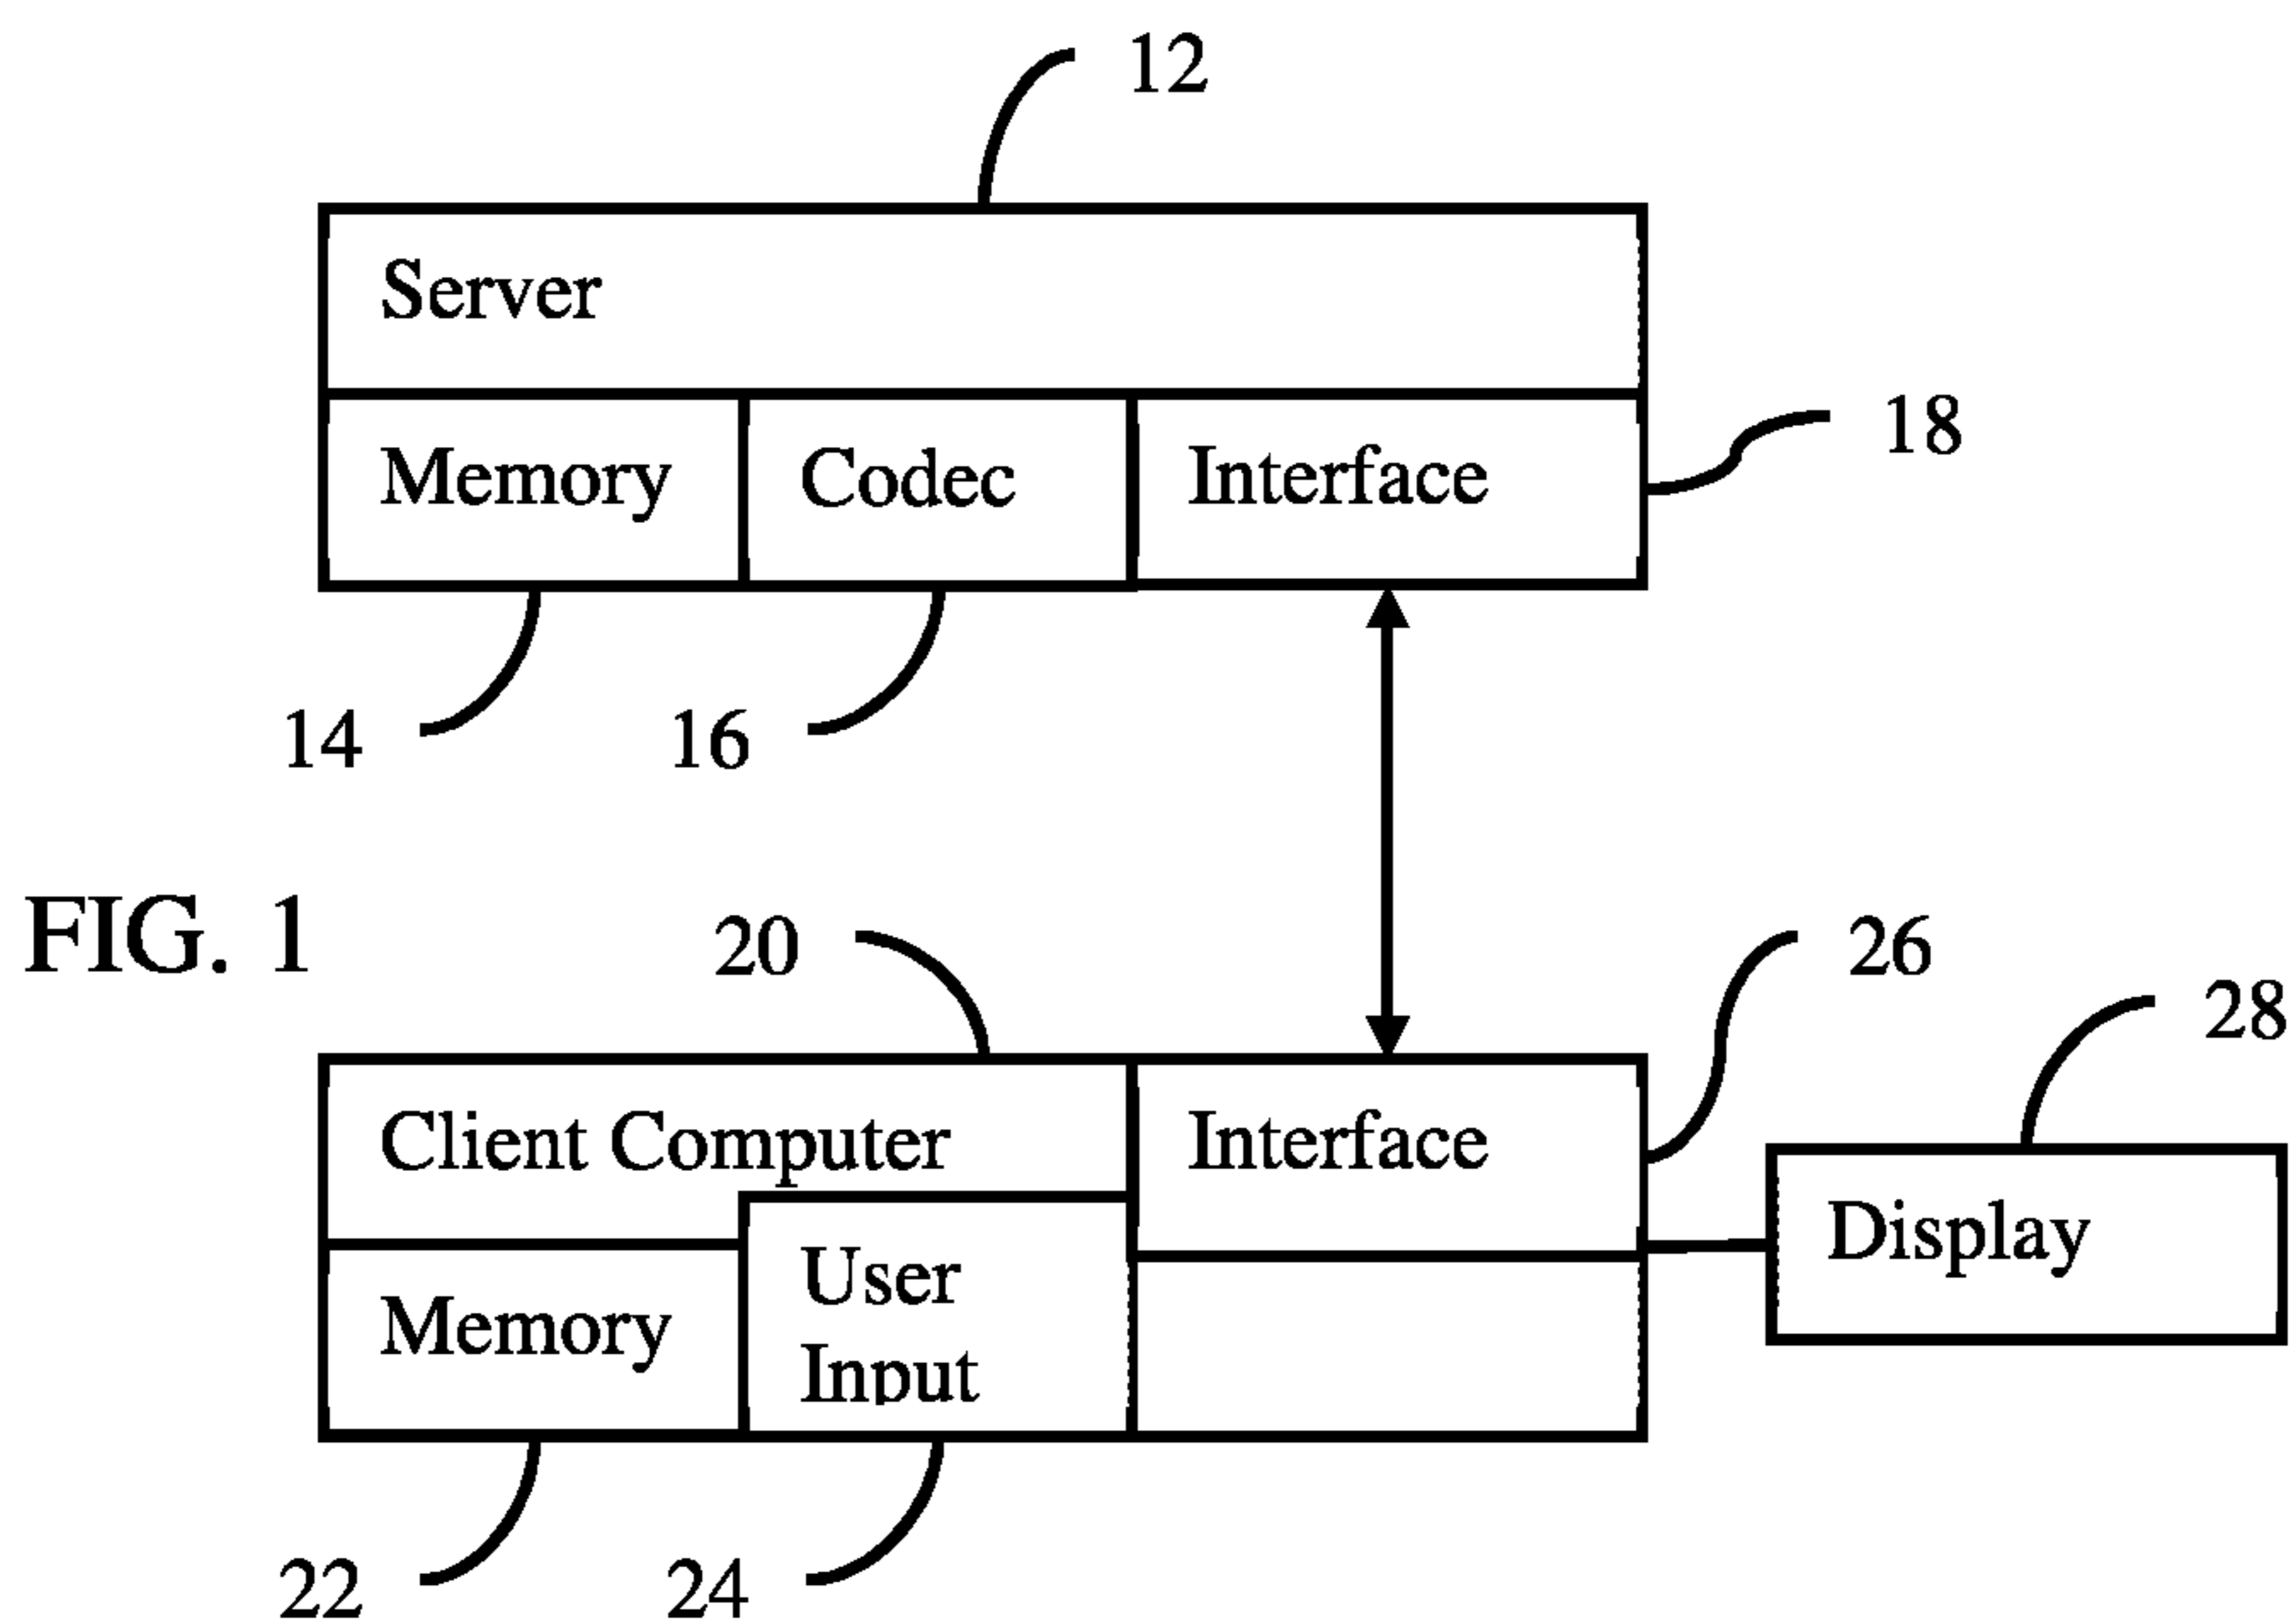 12
Server
Memory Codec Interface
18
14
16
FIG. 1
20
26
28
Client Computer
Interface
Display
Memory
User
Input
22
24